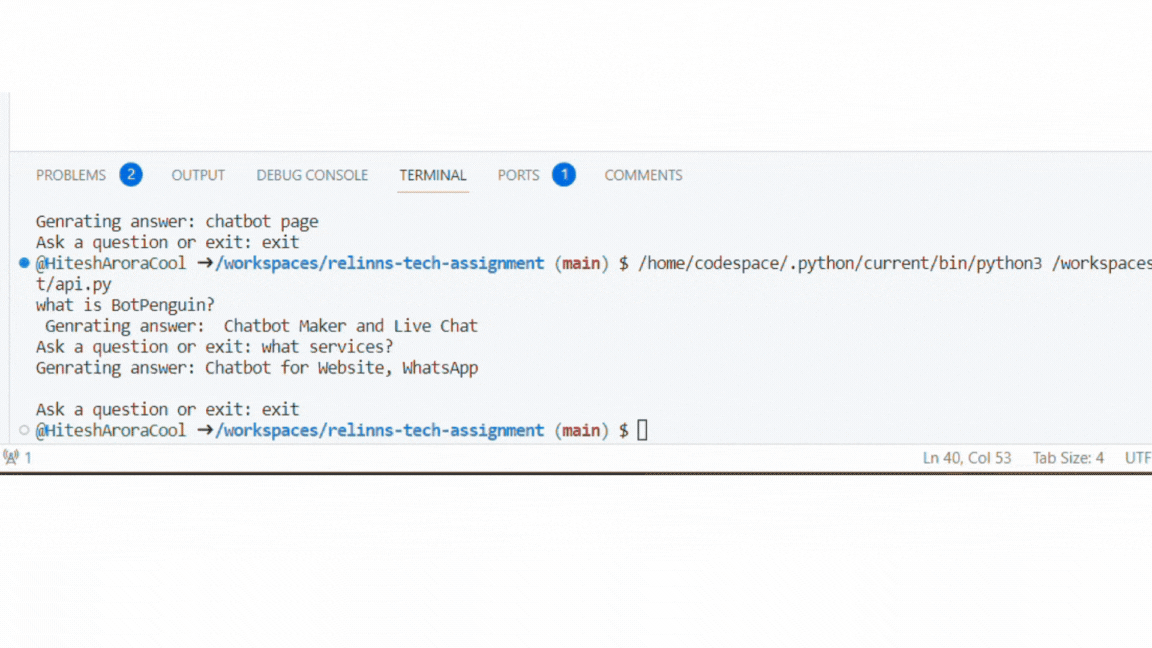 PROBLEMS 2 OUTPUT DEBUG CONSOLE TERMINAL PORTS 1 COMMENTS
Genrating answer: chatbot page
Ask a question or exit: exit
@HiteshAroraCool →/workspaces/relinns-tech-assignment (main) $ /home/codespace/.python/current/bin/python3 /workspaces
t/api.py
what is BotPenguin?
Genrating answer:  Chatbot Maker and Live Chat
Ask a question or exit: what services?
Genrating answer: Chatbot for Website, WhatsApp
Ask a question or exit: exit
@HiteshAroraCool →/workspaces/relinns-tech-assignment (main) $
1 Ln 40, Col 53 Tab Size: 4 UTF